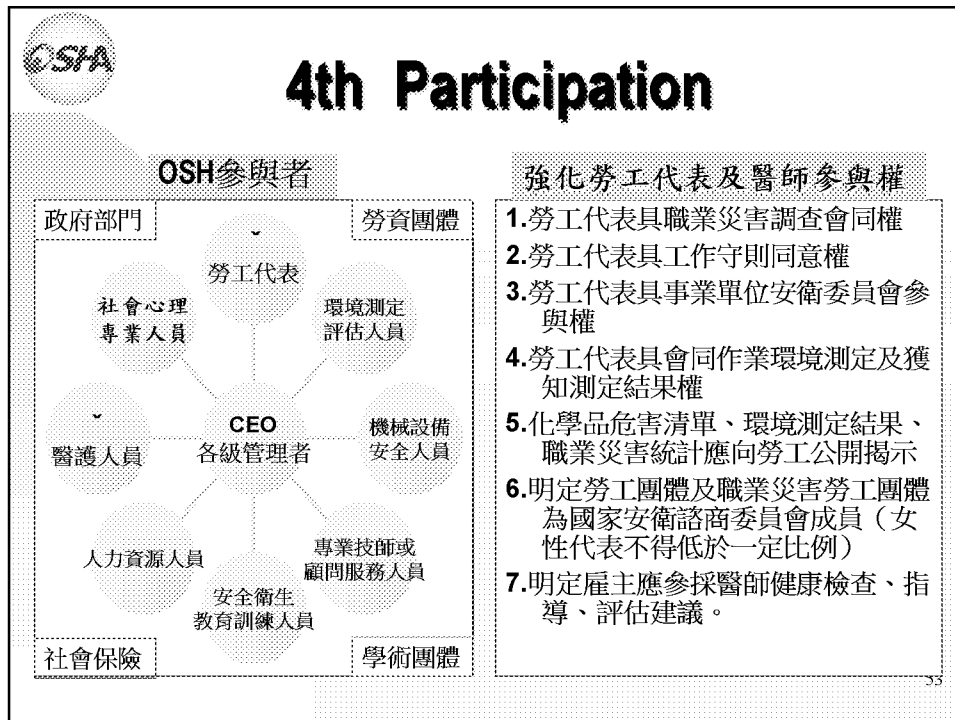 OSHA
4th Participation
OSH參與者
政府部門
勞資團體
ˇ
勞工代表
社會心理
專業人員
環境測定
評估人員
ˇ
醫護人員
CEO
各級管理者
機械設備
安全人員
人力資源人員
專業技師或
顧問服務人員
安全衛生
教育訓練人員
社會保險
學術團體
強化勞工代表及醫師參與權
1.勞工代表具職業災害調查會同權
2.勞工代表具工作守則同意權
3.勞工代表具事業單位安衛委員會參
與權
4.勞工代表具會同作業環境測定及獲
知測定結果權
5.化學品危害清單、環境測定結果、
職業災害統計應向勞工公開揭示
6.明定勞工團體及職業災害勞工團體
為國家安衛諮商委員會成員（女
性代表不得低於一定比例）
7.明定雇主應參採醫師健康檢查、指
導、評估建議。